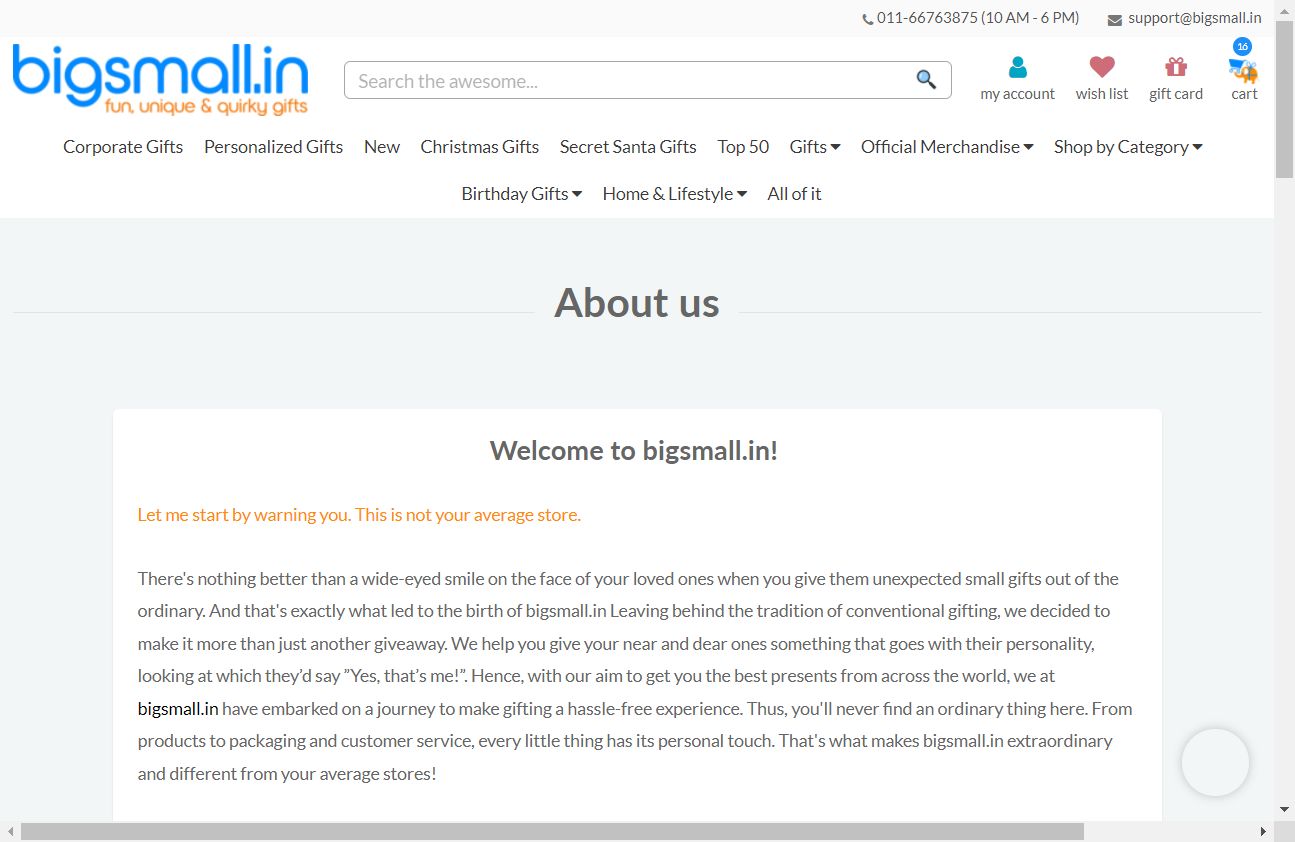 011-66763875 (10 AM - 6 PM) support@bigsmall.in
bigsmall.in
fun, unique & quirky gifts
Search the awesome...
16
my account wish list gift card cart
Corporate Gifts Personalized Gifts New Christmas Gifts Secret Santa Gifts Top 50 Gifts Official Merchandise Shop by Category
Birthday Gifts Home & Lifestyle All of it
About us
Welcome to bigsmall.in!
Let me start by warning you. This is not your average store.
There's nothing better than a wide-eyed smile on the face of your loved ones when you give them unexpected small gifts out of the
ordinary. And that's exactly what led to the birth of bigsmall.in Leaving behind the tradition of conventional gifting, we decided to
make it more than just another giveaway. We help you give your near and dear ones something that goes with their personality,
looking at which they’d say ”Yes, that’s me!”. Hence, with our aim to get you the best presents from across the world, we at
bigsmall.in have embarked on a journey to make gifting a hassle-free experience. Thus, you'll never find an ordinary thing here. From
products to packaging and customer service, every little thing has its personal touch. That's what makes bigsmall.in extraordinary
and different from your average stores!